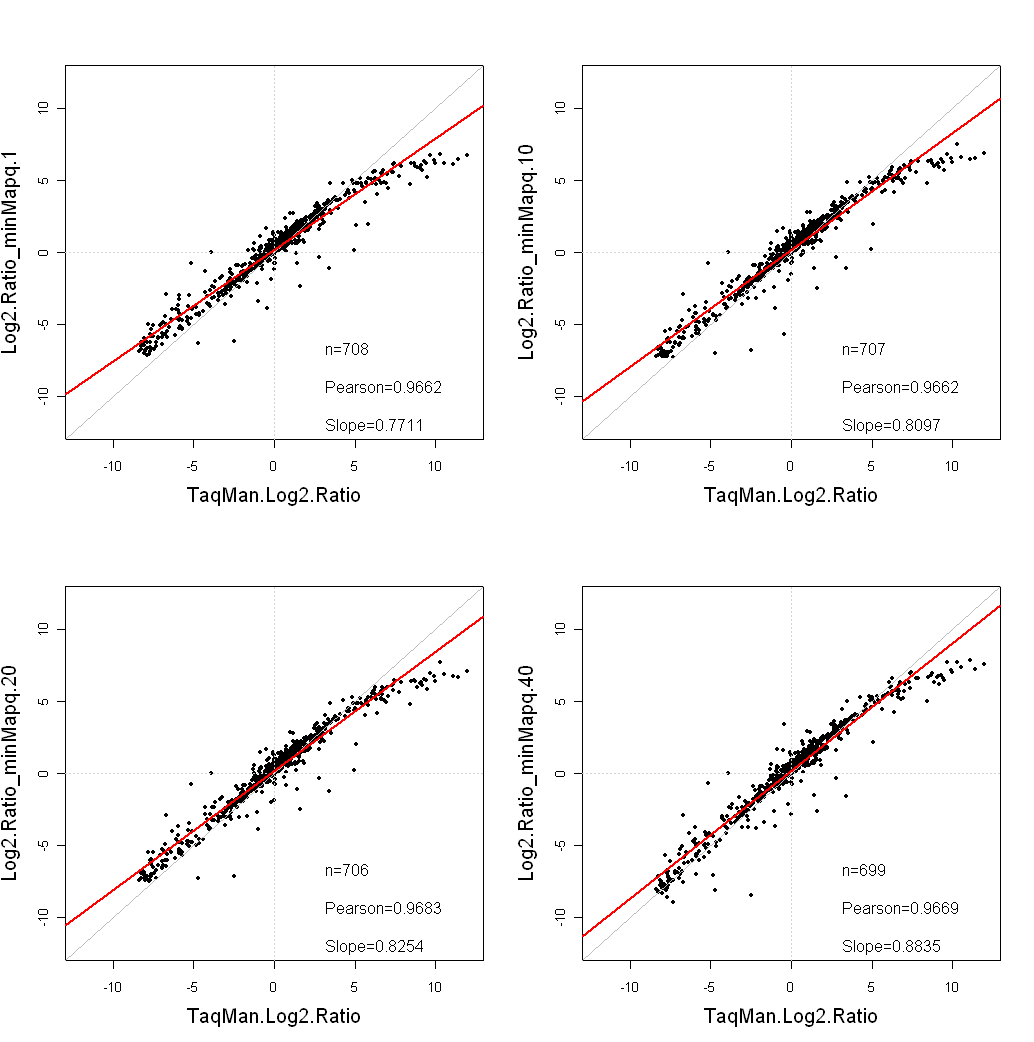 Log2.Ratio_minMapq.1
10
5
0
-5
-10
n=708
Pearson=0.9662
Slope=0.7711
-10 -5 0 5 10
TaqMan.Log2.Ratio
Log2.Ratio_minMapq.10
10
5
0
-5
-10
n=707
Pearson=0.9662
Slope=0.8097
-10 -5 0 5 10
TaqMan.Log2.Ratio
Log2.Ratio_minMapq.20
10
5
0
-5
-10
n=706
Pearson=0.9683
Slope=0.8254
-10 -5 0 5 10
TaqMan.Log2.Ratio
Log2.Ratio_minMapq.40
10
5
0
-5
-10
n=699
Pearson=0.9669
Slope=0.8835
-10 -5 0 5 10
TaqMan.Log2.Ratio